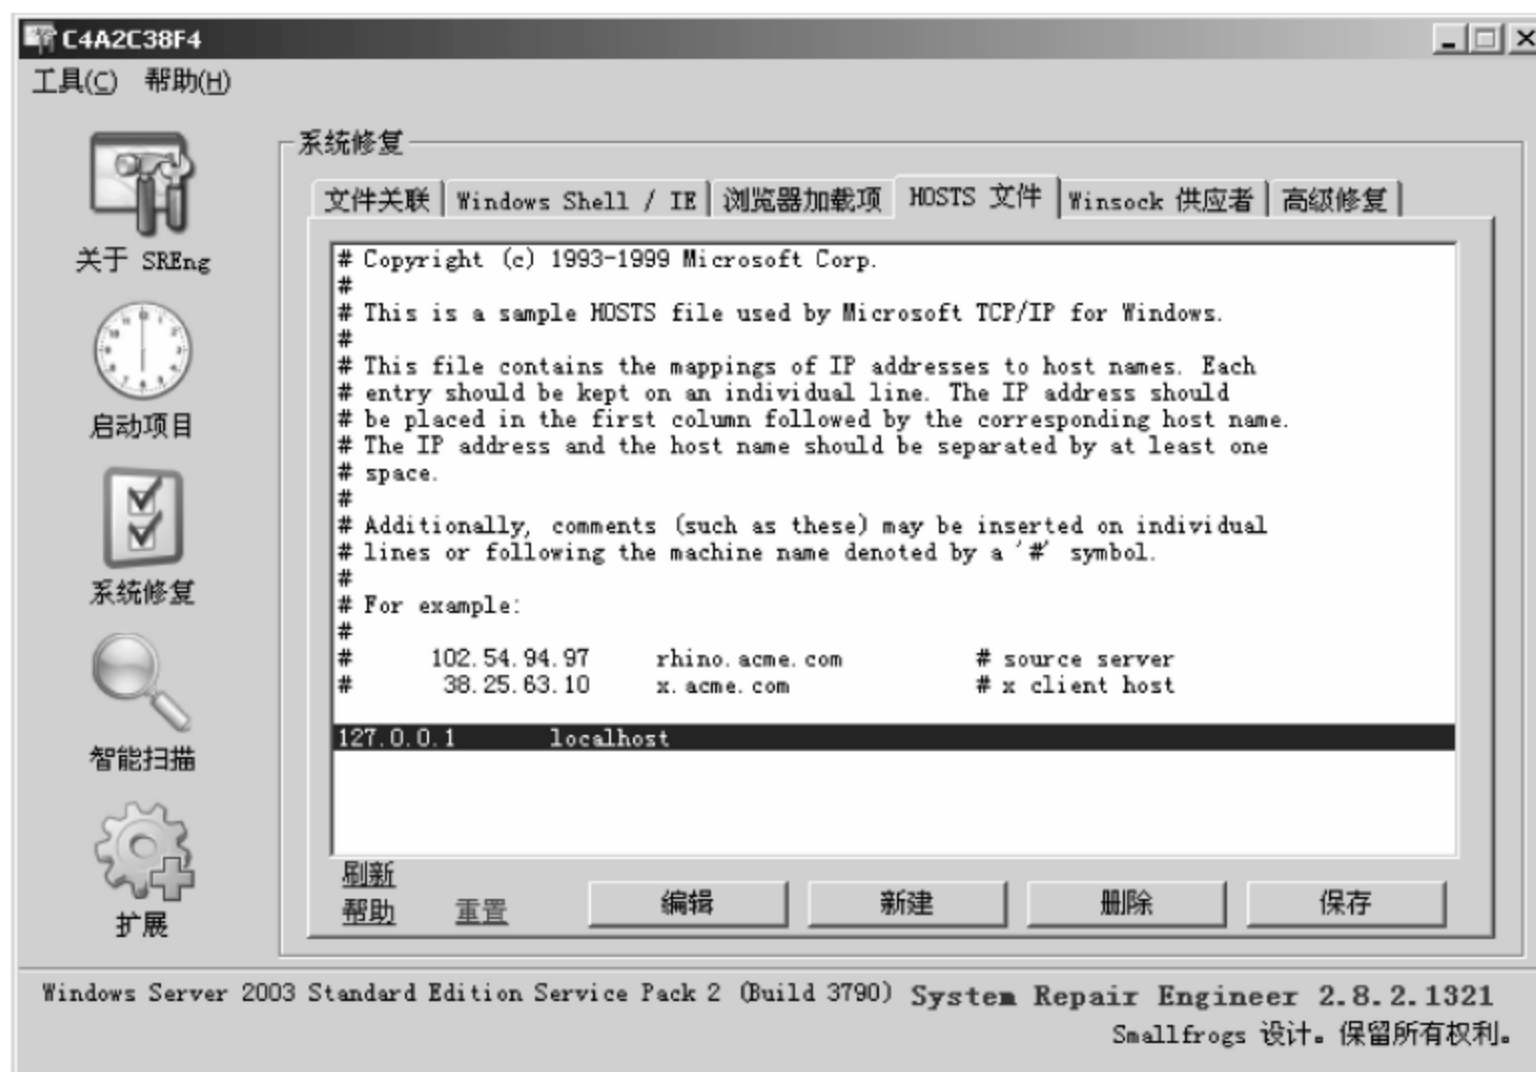 C4A2C38F4
工具(C) 帮助(H)
系统修复
文件关联 Windows Shell / IE 浏览器加载项 HOSTS 文件 Winsock 供应者 高级修复
关于 SREng
启动项目
系统修复
智能扫描
扩展
# Copyright (c) 1993-1999 Microsoft Corp.
#
# This is a sample HOSTS file used by Microsoft TCP/IP for Windows.
#
# This file contains the mappings of IP addresses to host names. Each
# entry should be kept on an individual line. The IP address should
# be placed in the first column followed by the corresponding host name.
# The IP address and the host name should be separated by at least one
# space.
#
# Additionally, comments (such as these) may be inserted on individual
# lines or following the machine name denoted by a '#' symbol.
#
# For example:
#
# 102.54.94.97 rhino.acme.com # source server
# 38.25.63.10 x.acme.com # x client host
127.0.0.1 localhost
刷新
帮助 重置 编辑 新建 删除 保存
Windows Server 2003 Standard Edition Service Pack 2 (Build 3790) System Repair Engineer 2.8.2.1321
Smallfrogs 设计。保留所有权利。